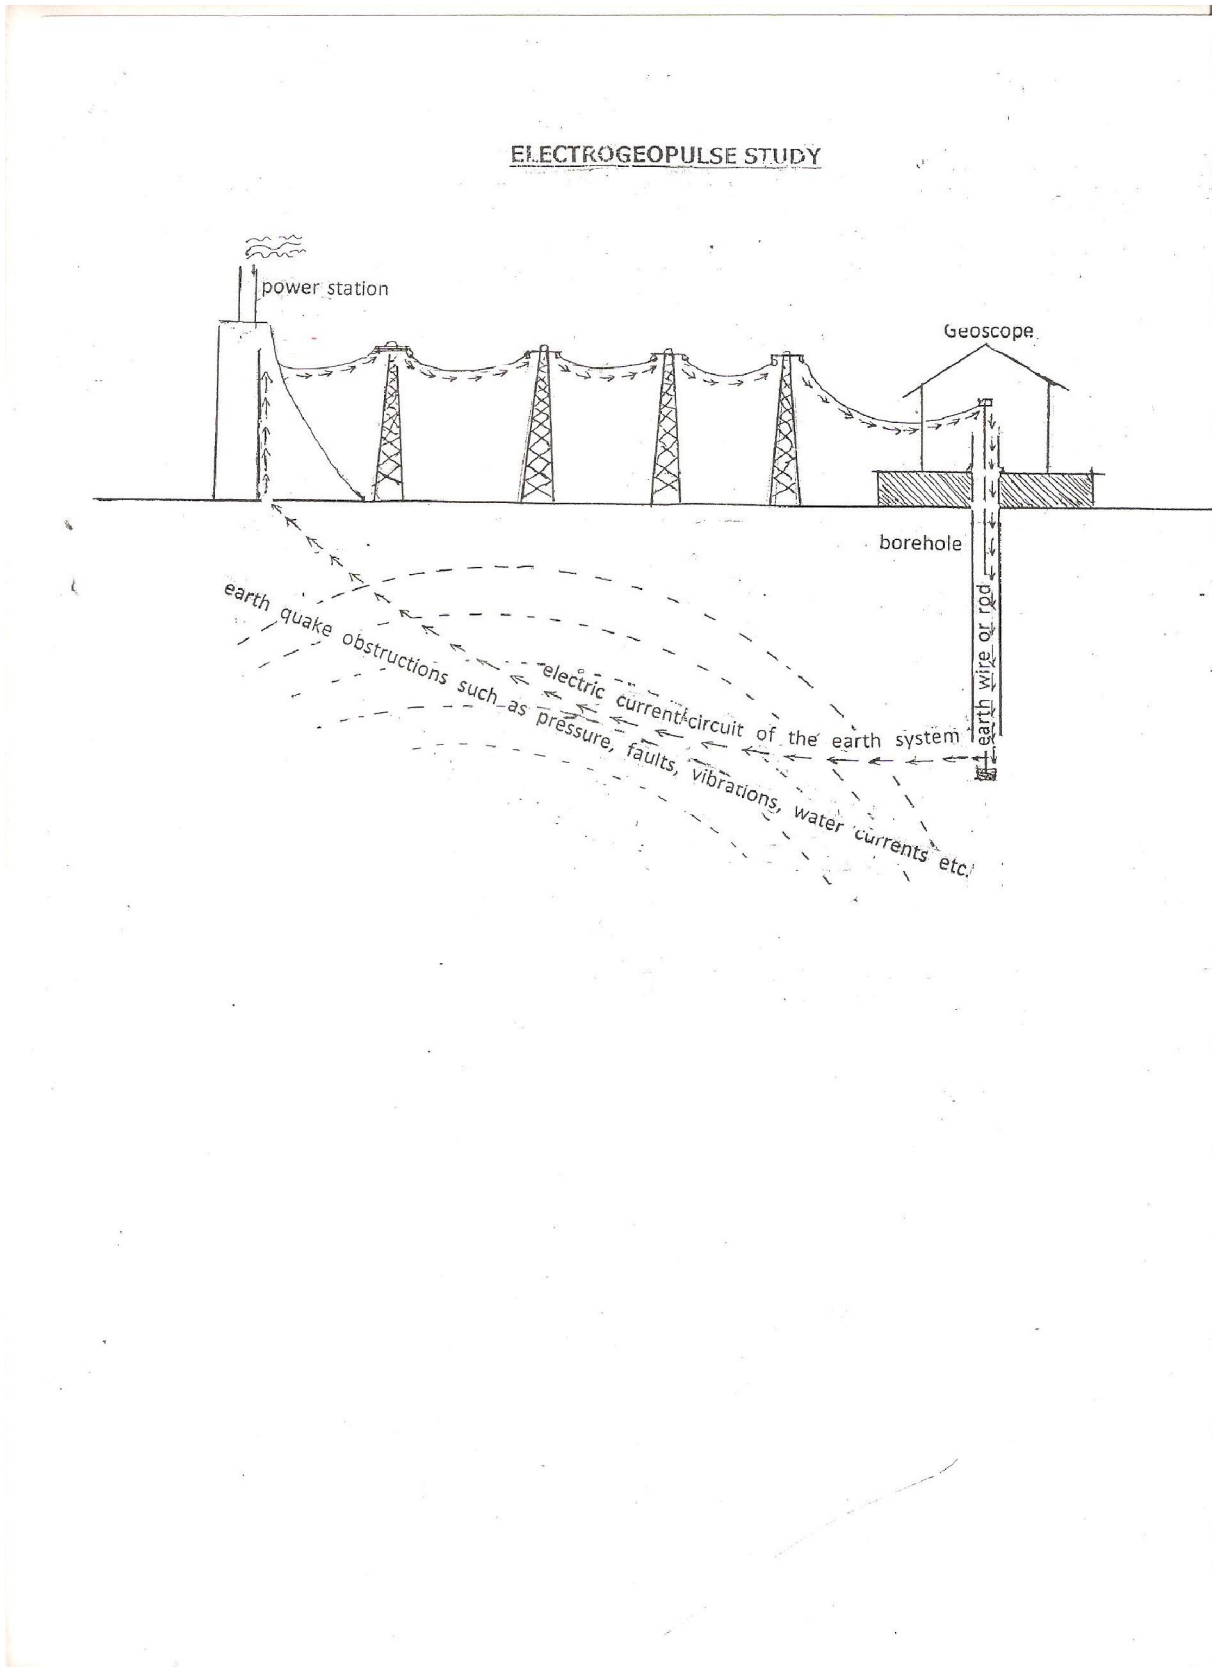 ELECTROGEOPULSE STUDY
power station
Geoscope
borehole
earth wire or rod
electric current circuit of the earth system
earth quake obstructions such as pressure, faults, vibrations, water currents etc.